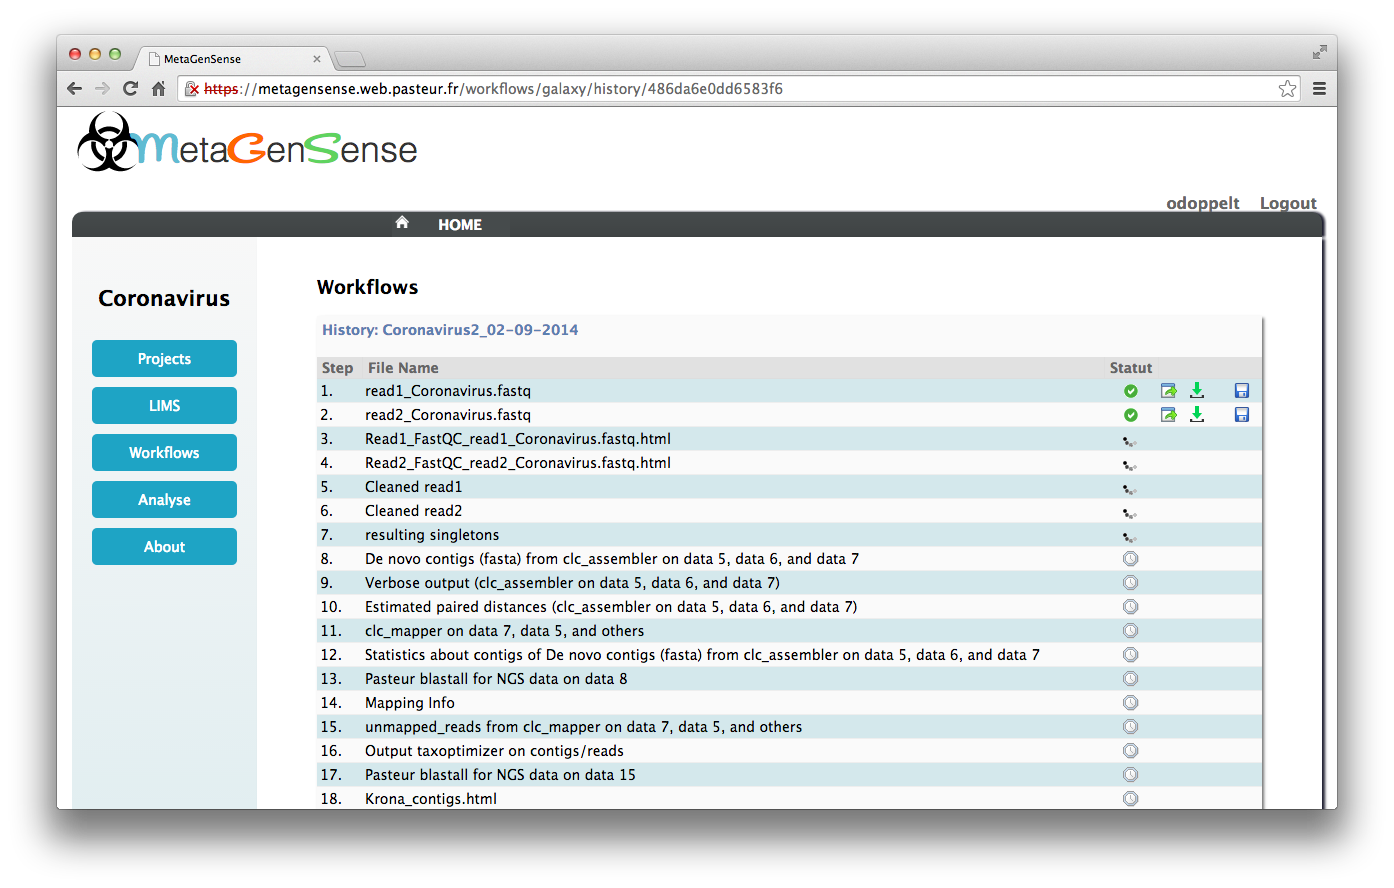 MetaGenSense
https://metagensense.web.pasteur.fr/workflows/galaxy/history/486da6e0dd6583f6
MetaGenSense
odoppelt Logout
HOME
Coronavirus
Projects
LIMS
Workflows
Analyse
About
Workflows
History: Coronavirus2_02-09-2014
Step File Name Statut
1. read1_Coronavirus.fastq
2. read2_Coronavirus.fastq
3. Read1_FastQC_read1_Coronavirus.fastq.html
4. Read2_FastQC_read2_Coronavirus.fastq.html
5. Cleaned read1
6. Cleaned read2
7. resulting singletons
8. De novo contigs (fasta) from clc_assembler on data 5, data 6, and data 7
9. Verbose output (clc_assembler on data 5, data 6, and data 7)
10. Estimated paired distances (clc_assembler on data 5, data 6, and data 7)
11. clc_mapper on data 7, data 5, and others
12. Statistics about contigs of De novo contigs (fasta) from clc_assembler on data 5, data 6, and data 7
13. Pasteur blastall for NGS data on data 8
14. Mapping Info
15. unmapped_reads from clc_mapper on data 7, data 5, and others
16. Output taxoptimizer on contigs/reads
17. Pasteur blastall for NGS data on data 15
18. Krona_contigs.html